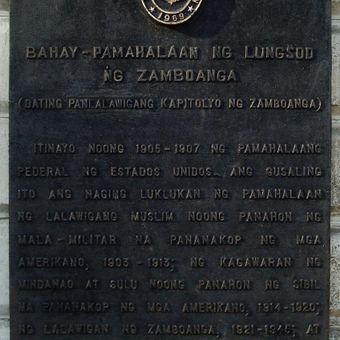 1969
BAHAY-PAMAHALAAN NG LUNGSOD
NG ZAMBOANGA
(DATING PANLALAWIGANG KAPITOLYO NG ZAMBOANGA)
ITINAYO NOONG 1905-1907 NG PAMAHALAANG
PEDERAL NG ESTADOS UNIDOS. ANG GUSALING
ITO ANG NAGING LUKLUKAN NG PAMAHALAAN
NG LALAWIGANG MUSLIM NOONG PANAHON NG
MALA-MILITAR NA PANANAKOP NG MGA
AMERIKANO, 1903-1913; NG KAGAWARAN NG
MINDANAO AT SULU NOONG PANAHON NG SIBIL
NA PANANAKOP NG MGA AMERIKANO, 1914-1920;
NG LALAWIGAN NG ZAMBOANGA, 1921-1945; AT